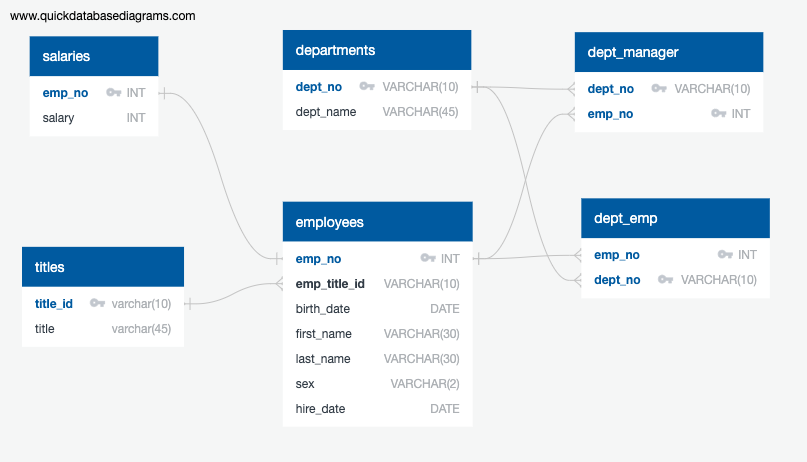 www.quickdatabasediagrams.com
salaries
emp_no INT
salary INT
departments
dept_no VARCHAR(10)
dept_name VARCHAR(45)
dept_manager
dept_no VARCHAR(10)
emp_no INT
titles
title_id varchar(10)
title varchar(45)
employees
emp_no INT
emp_title_id VARCHAR(10)
birth_date DATE
first_name VARCHAR(30)
last_name VARCHAR(30)
sex VARCHAR(2)
hire_date DATE
dept_emp
emp_no INT
dept_no VARCHAR(10)